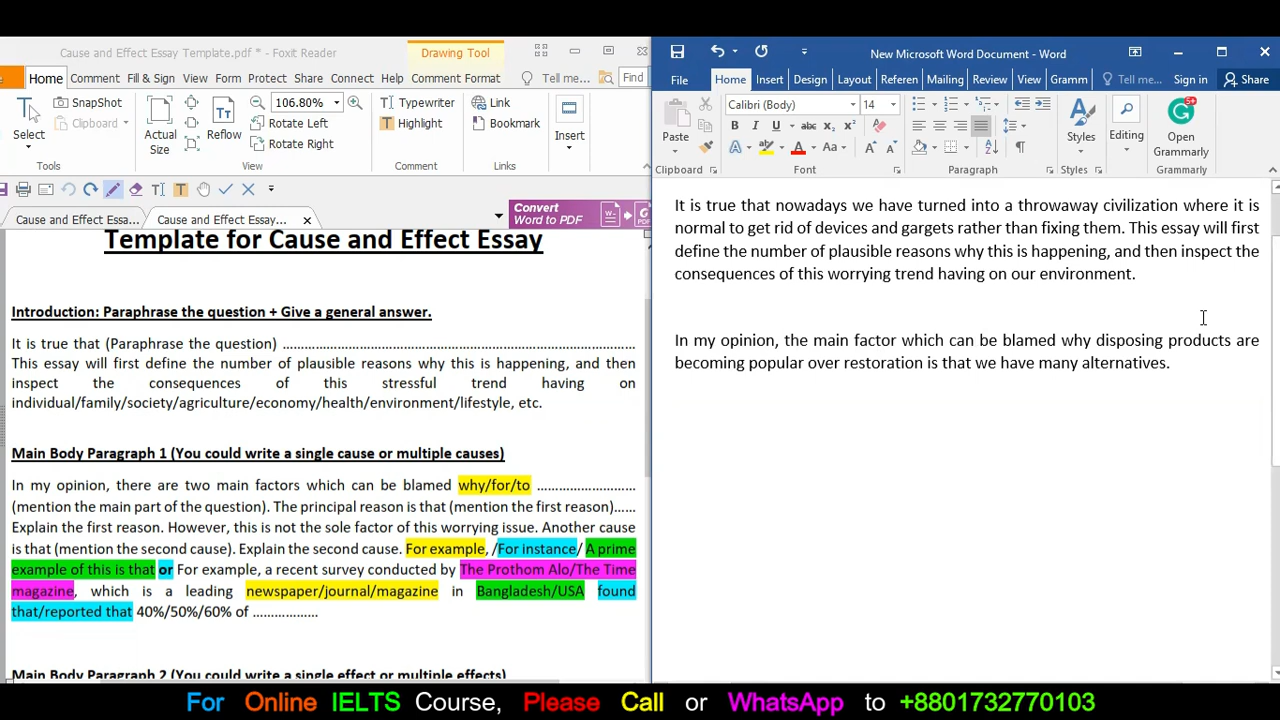 Cause and Effect Essay Template.pdf * - Foxit Reader
Drawing Tool
Home Comment Fill & Sign View Form Protect Share Connect Help Comment Format Tell me... Find
Select
SnapShot
Clipboard
Actual Size
Reflow
106.80%
Rotate Left
Rotate Right
Typewriter
Highlight
Link
Bookmark
Insert
Tools View Comment Links
Cause and Effect Essa... Cause and Effect Essay... × Convert Word to PDF
Template for Cause and Effect Essay
Introduction: Paraphrase the question + Give a general answer.
It is true that (Paraphrase the question) ……………………………………………………………………………
This essay will first define the number of plausible reasons why this is happening, and then
inspect the consequences of this stressful trend having on
individual/family/society/agriculture/economy/health/environment/lifestyle, etc.
Main Body Paragraph 1 (You could write a single cause or multiple causes)
In my opinion, there are two main factors which can be blamed why/for/to ………………………
(mention the main part of the question). The principal reason is that (mention the first reason)……
Explain the first reason. However, this is not the sole factor of this worrying issue. Another cause
is that (mention the second cause). Explain the second cause. For example, /For instance/ A prime
example of this is that or For example, a recent survey conducted by The Prothom Alo/The Time
magazine, which is a leading newspaper/journal/magazine in Bangladesh/USA found
that/reported that 40%/50%/60% of ………………
Main Body Paragraph 2 (You could write a single effect or multiple effects)
New Microsoft Word Document - Word
File Home Insert Design Layout Referen Mailing Review View Gramm Tell me... Sign in Share
Paste
Calibri (Body) 14
B I U abc x₂ x²
A A Aa A A
Styles
Editing
Open Grammarly
Clipboard Font Paragraph Styles Grammarly
It is true that nowadays we have turned into a throwaway civilization where it is
normal to get rid of devices and gargets rather than fixing them. This essay will first
define the number of plausible reasons why this is happening, and then inspect the
consequences of this worrying trend having on our environment.
In my opinion, the main factor which can be blamed why disposing products are
becoming popular over restoration is that we have many alternatives.
For Online IELTS Course, Please Call or WhatsApp to +8801732770103